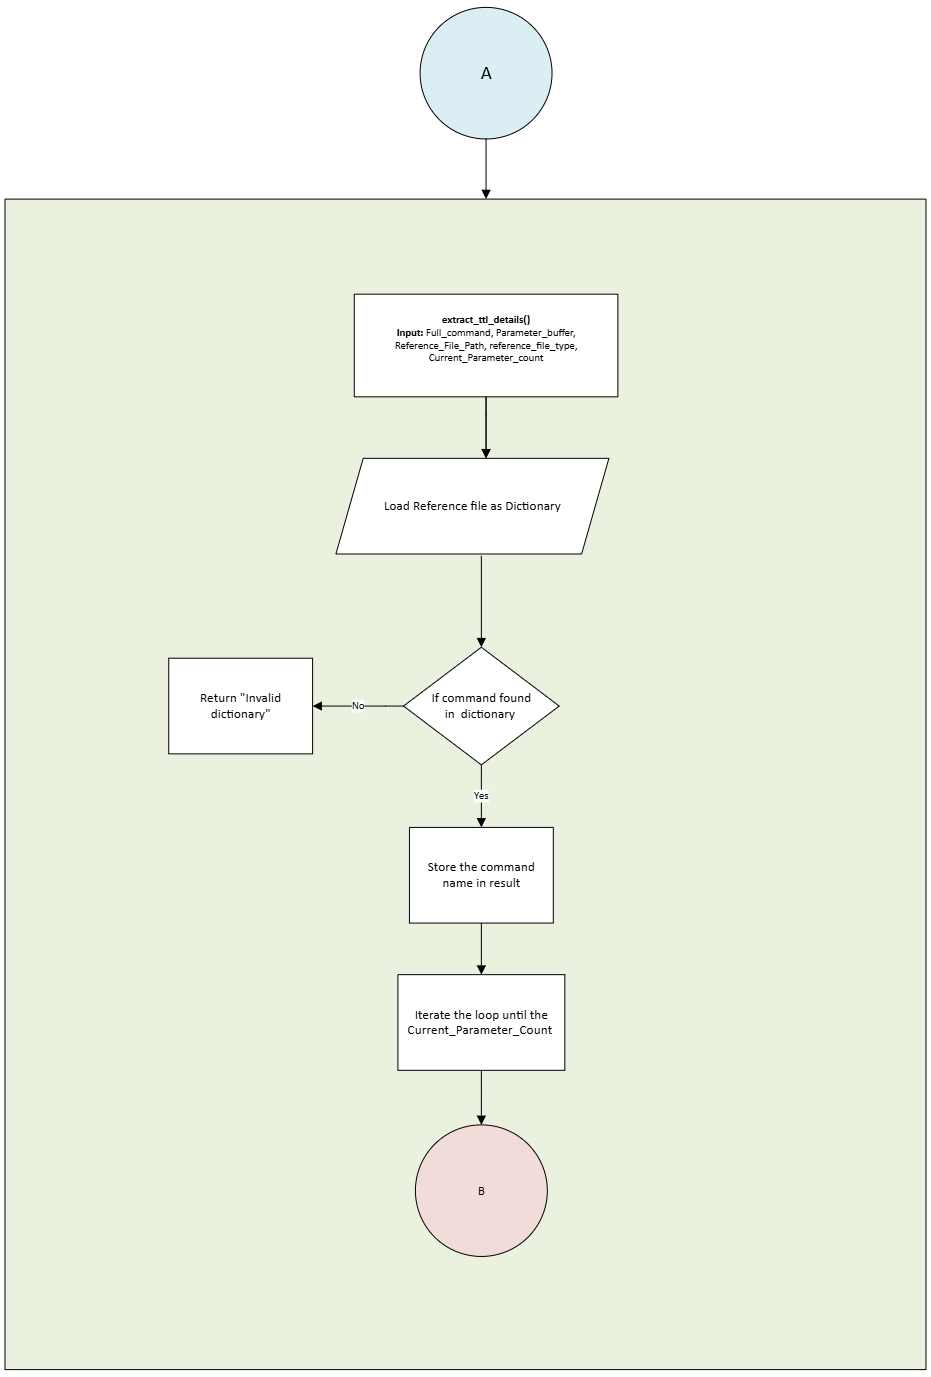 A
extract_ttl_details()
Input: Full_command, Parameter_buffer,
Reference_File_Path, reference_file_type,
Current_Parameter_count
Load Reference file as Dictionary
If command found
in  dictionary
No
Return "Invalid
dictionary"
Yes
Store the command
name in result
Iterate the loop until the
Current_Parameter_Count
B